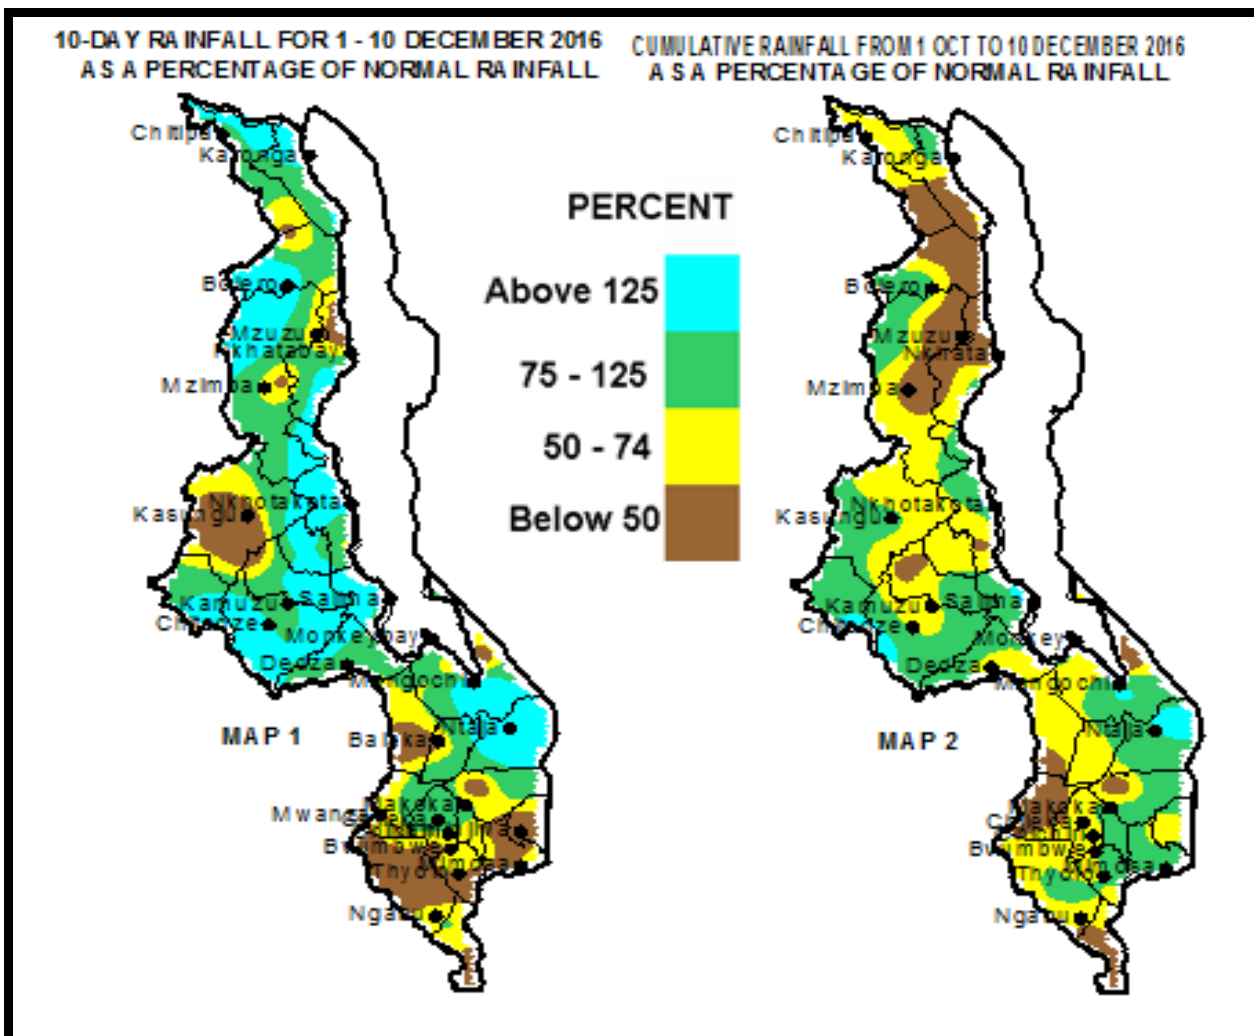 10-DAY RAINFALL FOR 1 - 10 DECEMBER 2016
AS A PERCENTAGE OF NORMAL RAINFALL
CUMULATIVE RAINFALL FROM 1 OCT TO 10 DECEMBER 2016
AS A PERCENTAGE OF NORMAL RAINFALL
Chitipa
Karonga
Bolero
Mzuzu
Nkhatabay
Mzimba
Nkhotakota
Kasungu
Kamuzu
Salima
Chitedze
Monkeybay
Dedza
Mangochi
Ntaja
MAP 1
Balaka
Makoka
Mwanza
Bvumbwe
Mimosa
Thyolo
Ngabu
PERCENT
Above 125
75 - 125
50 - 74
Below 50
Chitipa
Karonga
Bolero
Mzuzu
Nkhata
Mzimba
Nkhotakota
Kasungu
Kamuzu
Salima
Chitedze
Monkey
Dedza
Mangochi
Ntaja
MAP 2
Makoka
Chileka
Bvumbwe
Mimosa
Thyolo
Ngabu